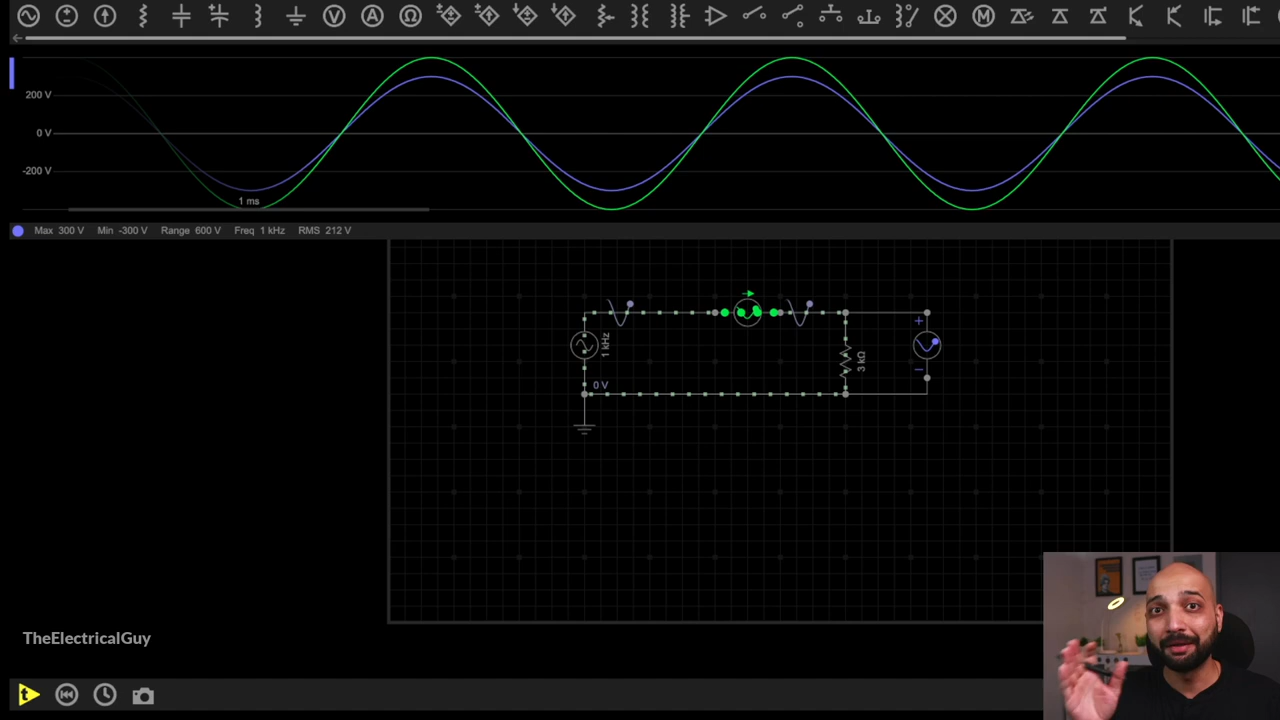 200 V
0 V
-200 V
1 ms
Max 300 V Min -300 V Range 600 V Freq 1 kHz RMS 212 V
1 kHz
+
3 kΩ
−
0 V
TheElectricalGuy
t